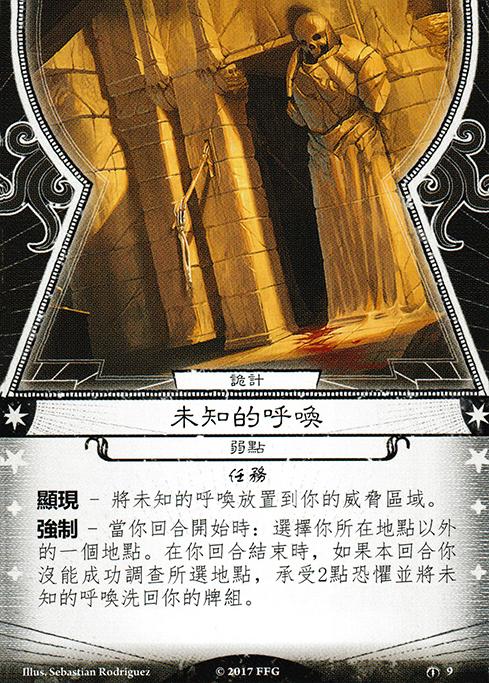 詭計
未知的呼喚
弱點
任務
顯現 – 將未知的呼喚放置到你的威脅區域。
強制 – 當你回合開始時：選擇你所在地點以外
的一個地點。在你回合結束時，如果本回合你
沒能成功調查所選地點，承受2點恐懼並將未
知的呼喚洗回你的牌組。
Illus. Sebastian Rodriguez
© 2017 FFG
9